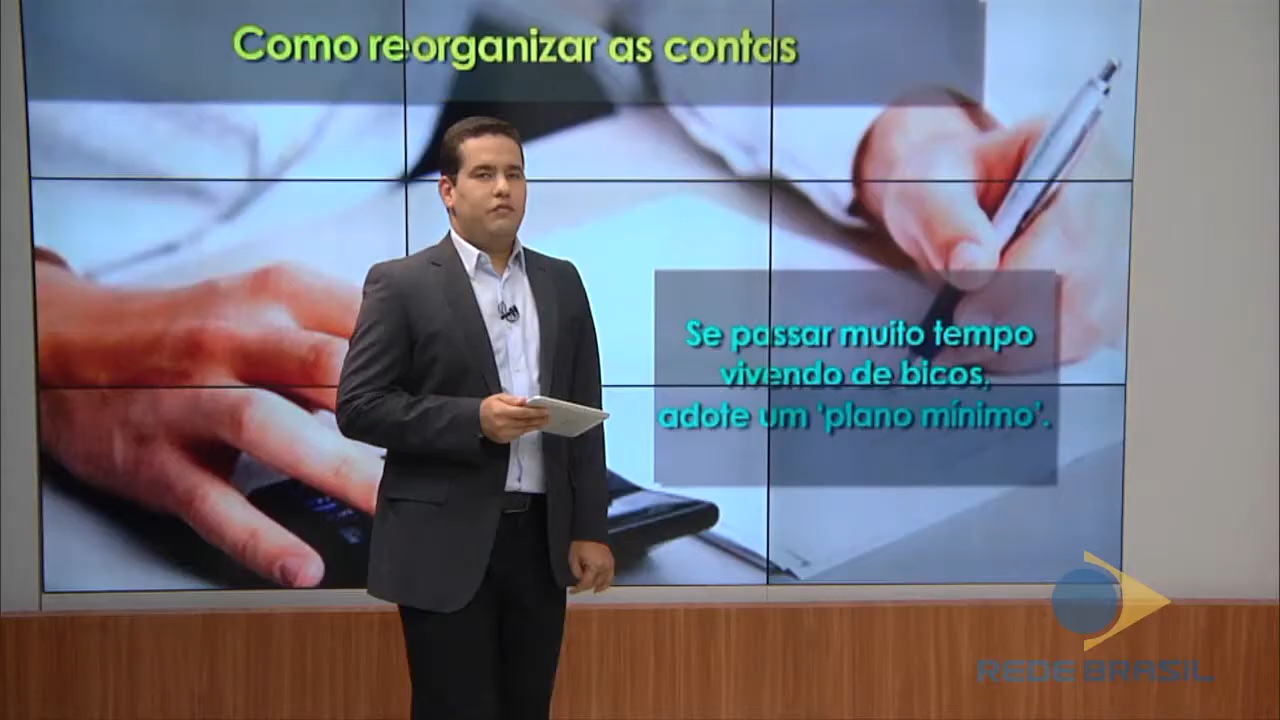 Como reorganizar as contas
Se passar muito tempo
vivendo de bicos,
adote um 'plano mínimo'.
REDE BRASIL